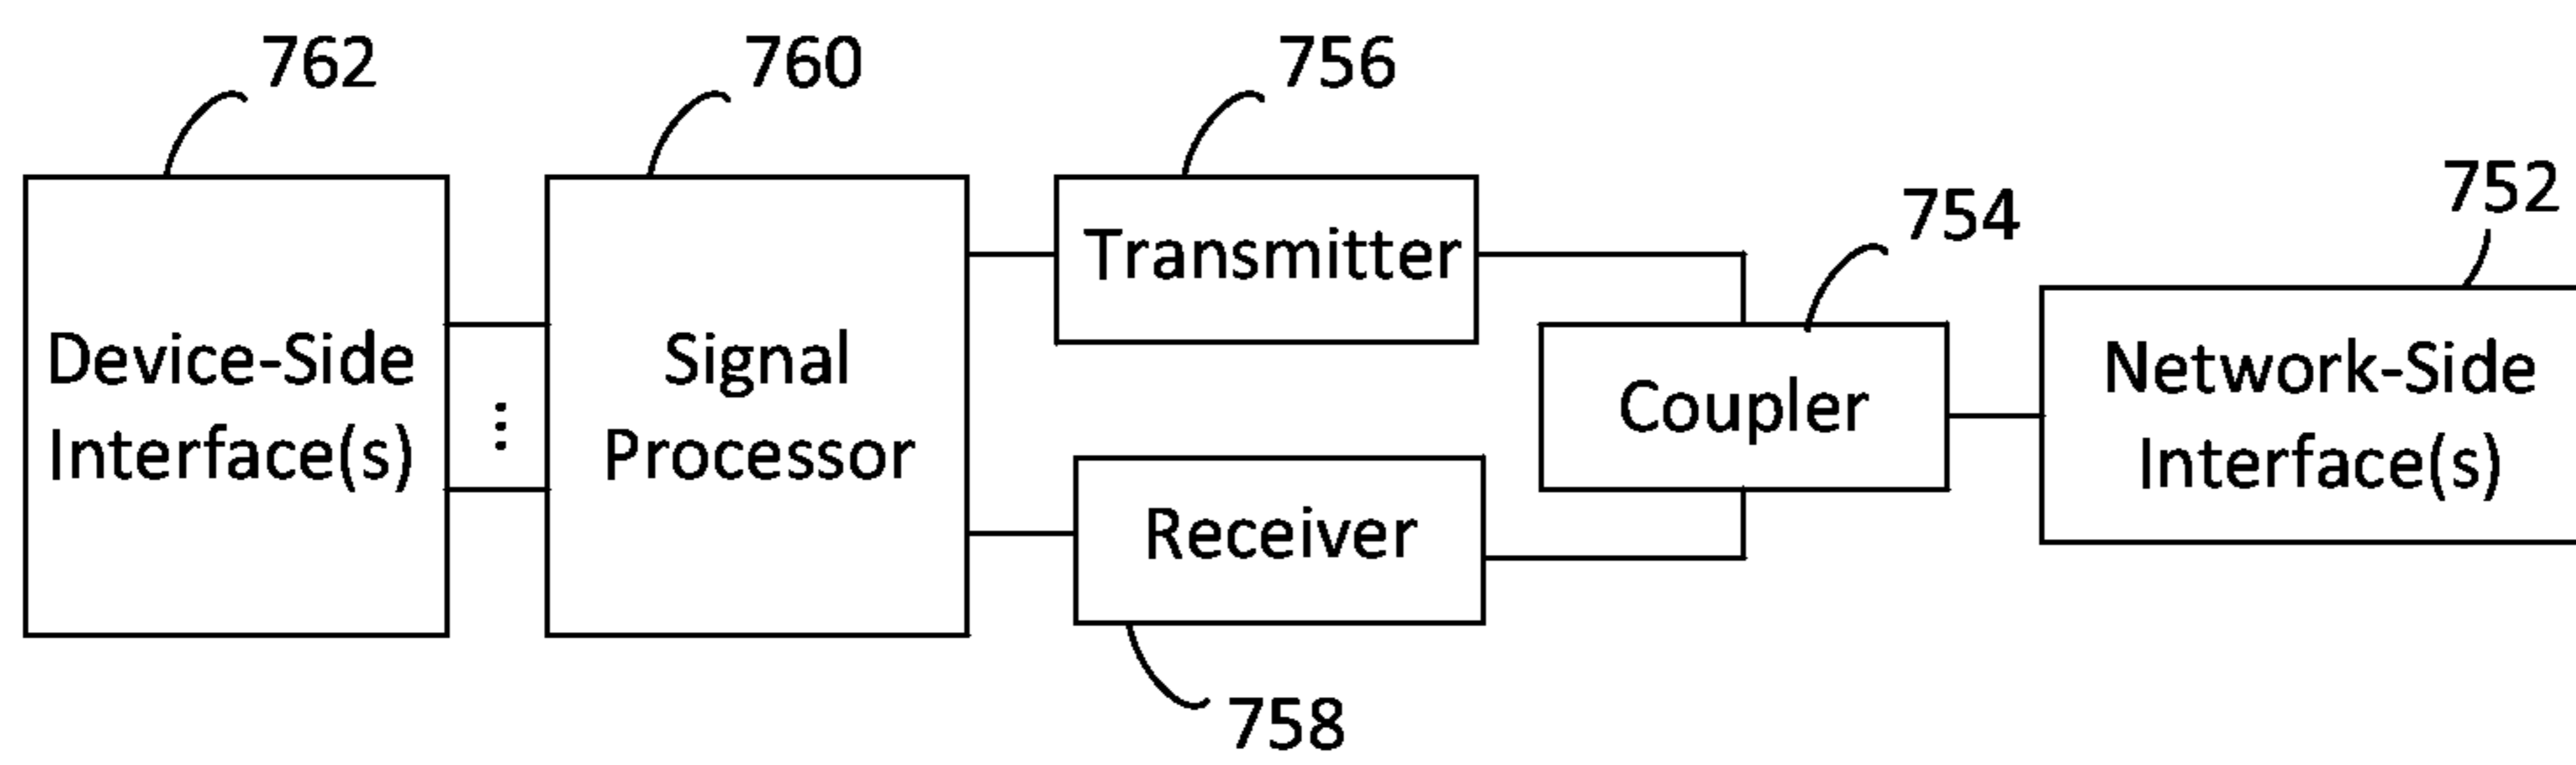 762
760
756
754
752
Device-Side
Interface(s)
Signal
Processor
Transmitter
Receiver
Coupler
Network-Side
Interface(s)
758